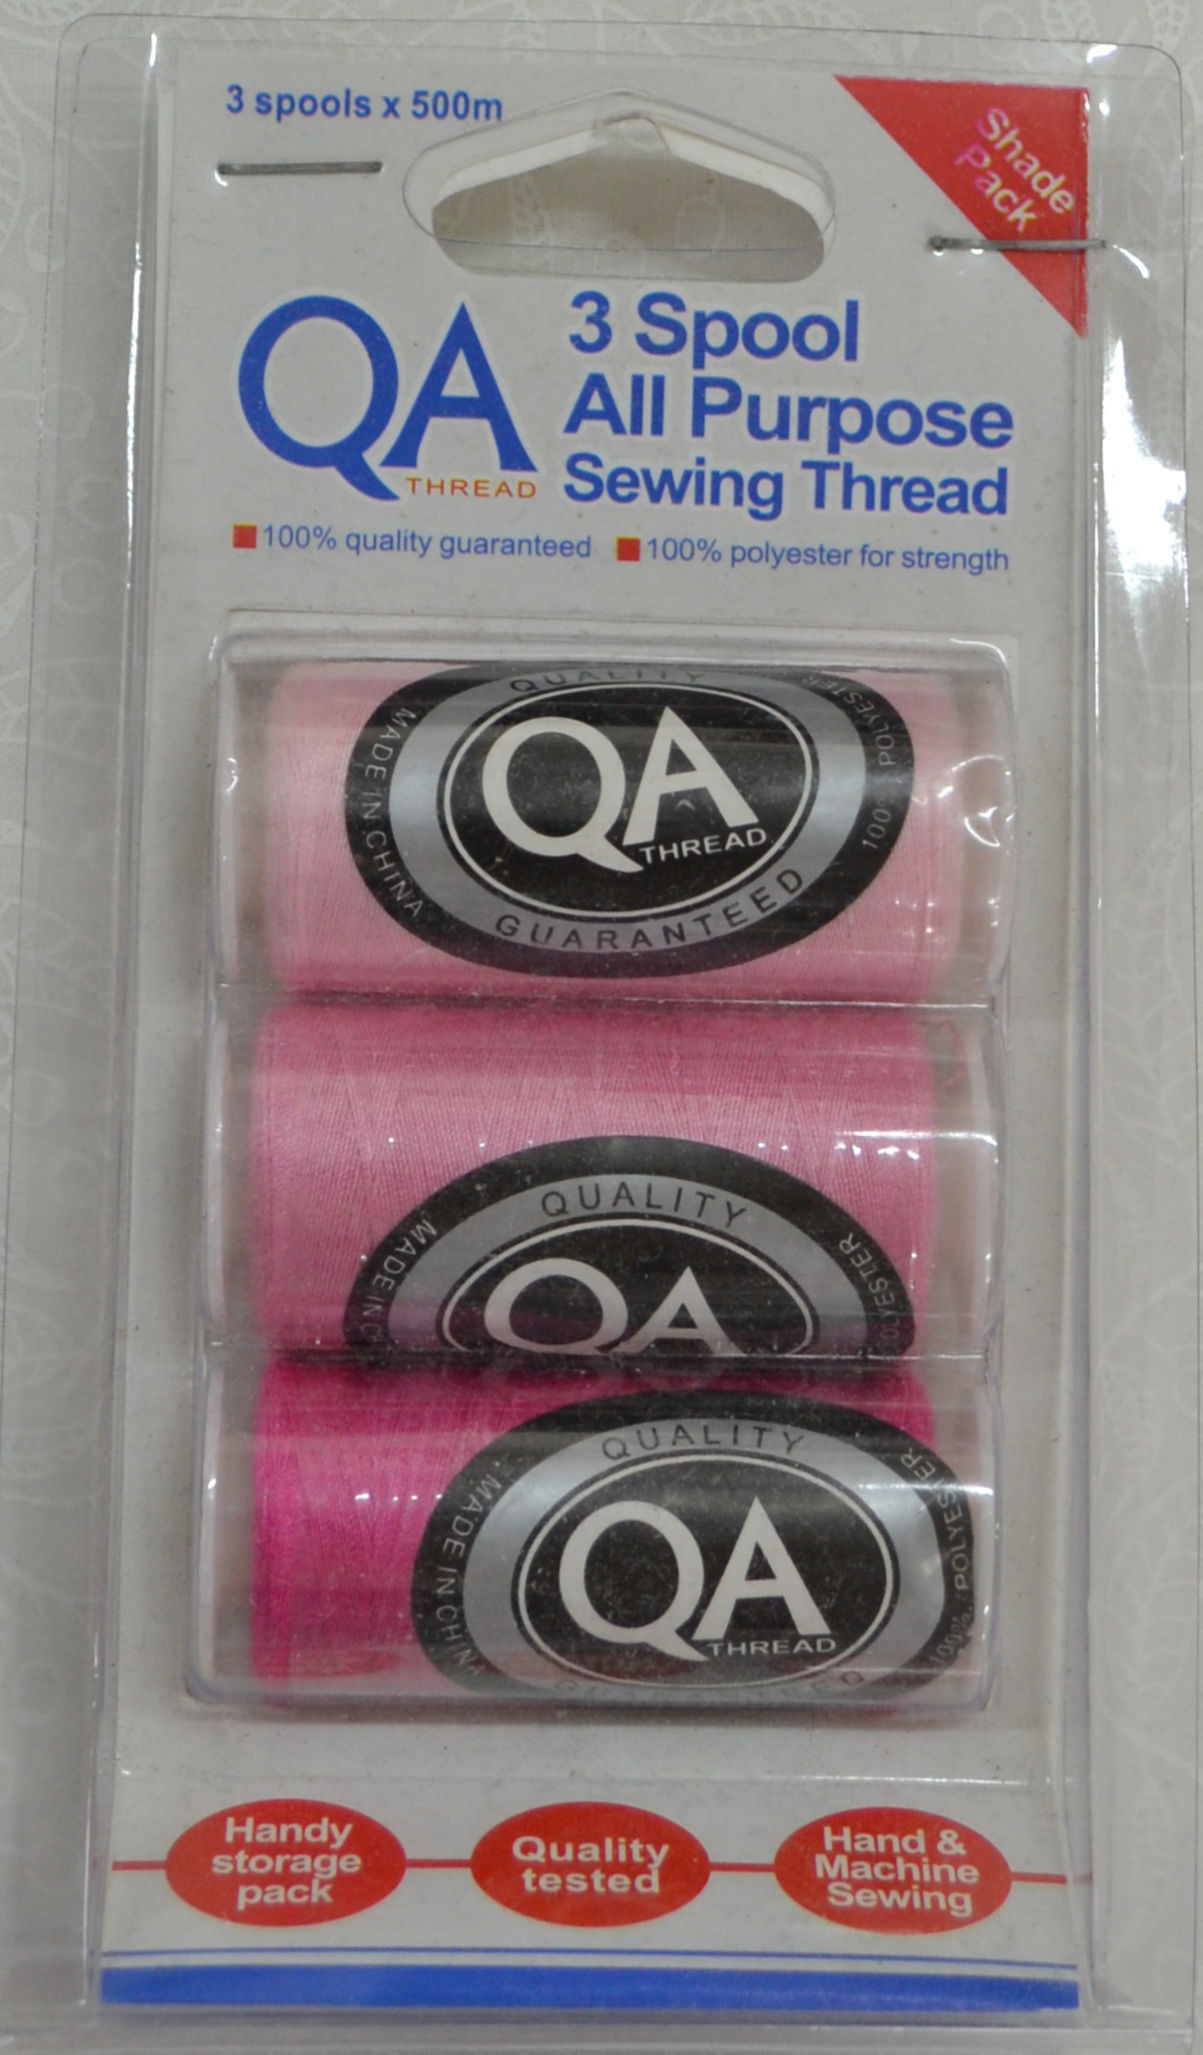 3 spools x 500m
Shade
Pack
QA
THREAD
3 Spool
All Purpose
Sewing Thread
100% quality guaranteed
100% polyester for strength
QUALITY
MADE IN CHINA
QA
THREAD
100% POLYESTER
GUARANTEED
QUALITY
MADE IN
QA
POLYESTER
QUALITY
MADE IN CHINA
QA
THREAD
100% POLYESTER
GUARANTEED
Handy
storage
pack
Quality
tested
Hand &
Machine
Sewing